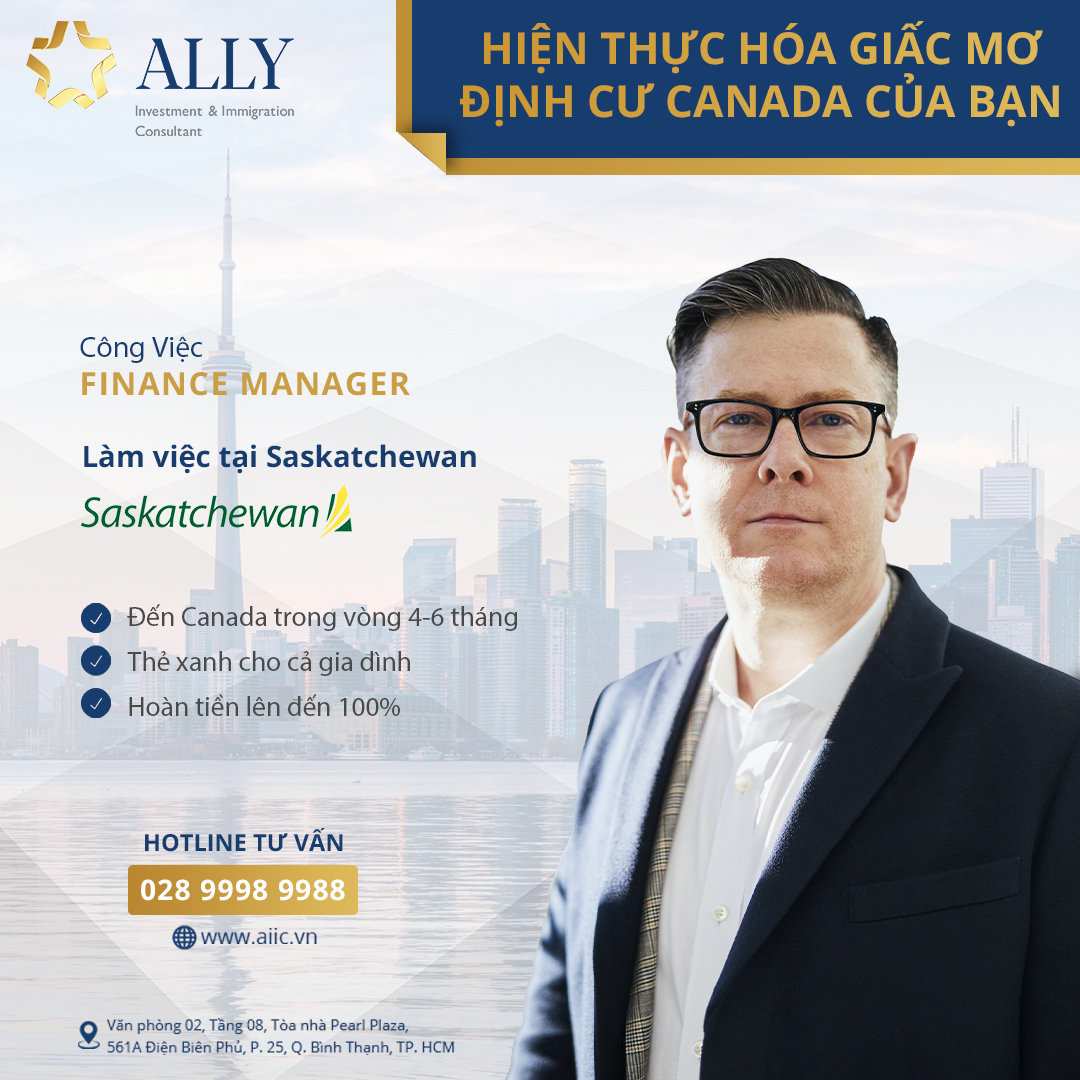 ALLY
Investment & Immigration
Consultant
HIỆN THỰC HÓA GIẤC MƠ
ĐỊNH CƯ CANADA CỦA BẠN
Công Việc
FINANCE MANAGER
Làm việc tại Saskatchewan
Saskatchewan
Đến Canada trong vòng 4-6 tháng
Thẻ xanh cho cả gia đình
Hoàn tiền lên đến 100%
HOTLINE TƯ VẤN
028 9998 9988
www.aiic.vn
Văn phòng 02, Tầng 08, Tòa nhà Pearl Plaza,
561A Điện Biên Phủ, P. 25, Q. Bình Thạnh, TP. HCM